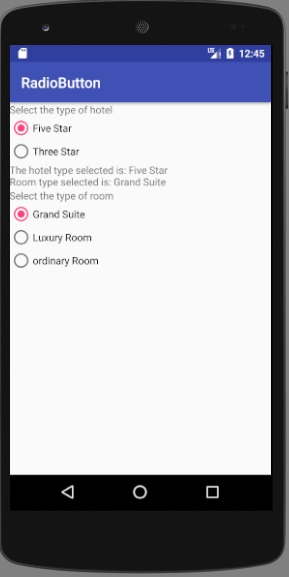 LTE 12:45
RadioButton
Select the type of hotel
Five Star
Three Star
The hotel type selected is: Five Star
Room type selected is: Grand Suite
Select the type of room
Grand Suite
Luxury Room
ordinary Room